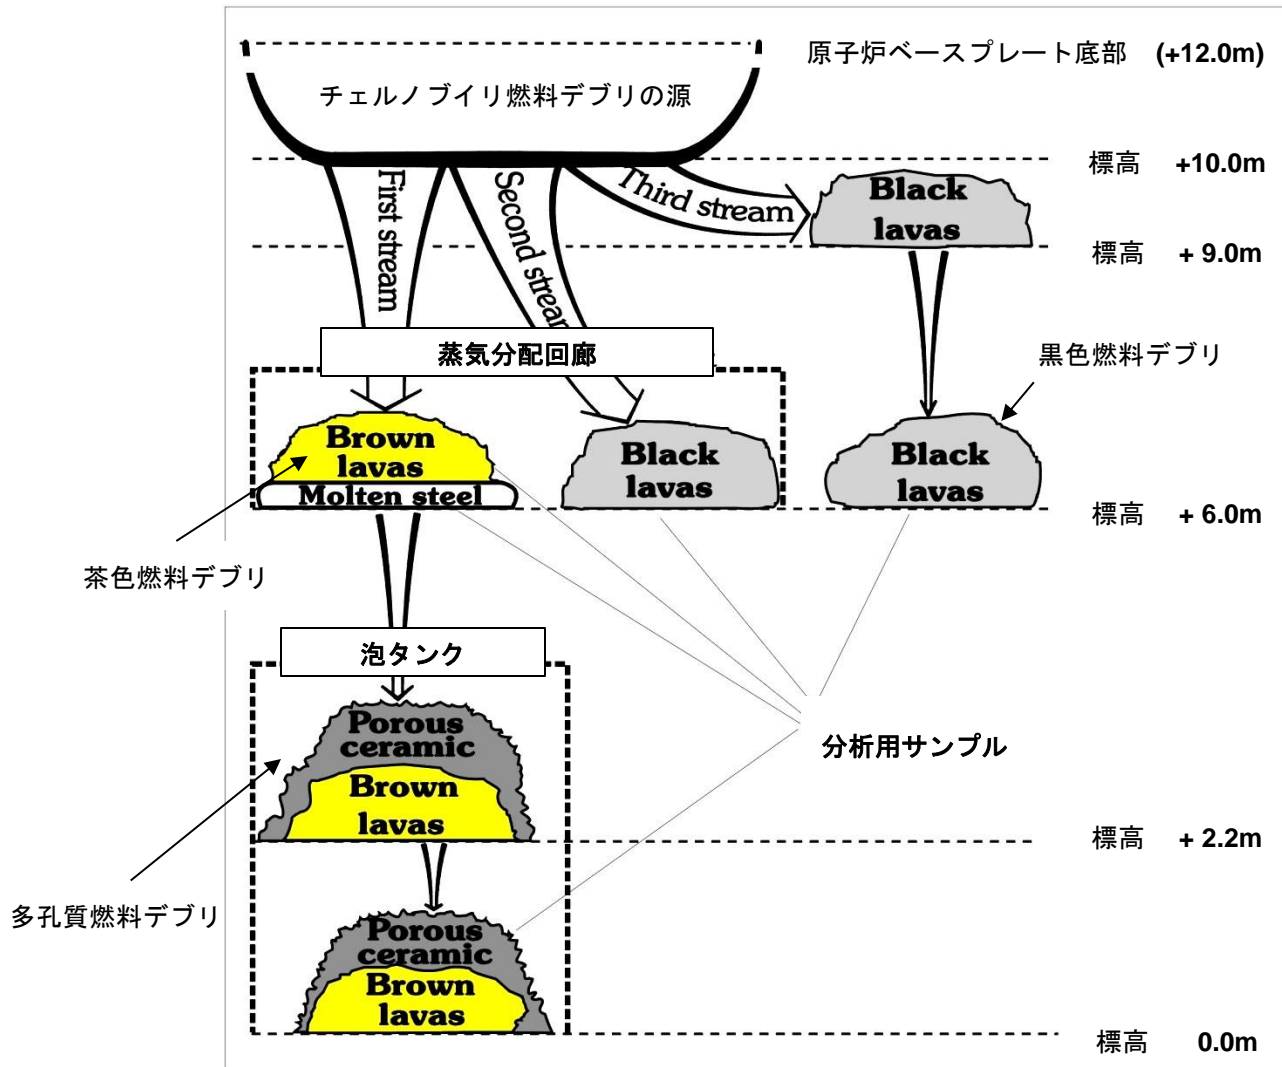 原子炉ベースプレート底部 (+12.0m)
チェルノブイリ燃料デブリの源
標高 +10.0m
First stream
Second stream
Third stream
Black
lavas
標高 + 9.0m
蒸気分配回廊
黒色燃料デブリ
Brown
lavas
Molten steel
Black
lavas
Black
lavas
標高 + 6.0m
茶色燃料デブリ
泡タンク
Porous
ceramic
Brown
lavas
分析用サンプル
標高 + 2.2m
多孔質燃料デブリ
Porous
ceramic
Brown
lavas
標高 0.0m